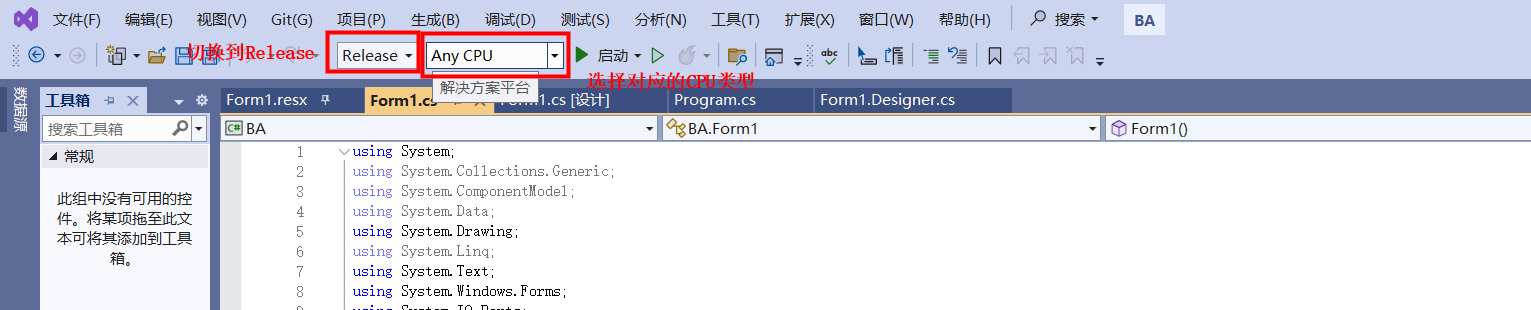 文件(F) 编辑(E) 视图(V) Git(G) 项目(P) 生成(B) 调试(D) 测试(S) 分析(N) 工具(T) 扩展(X) 窗口(W) 帮助(H) 搜索 BA
切换到Release Release Any CPU 启动 abc
选择对应的CPU类型
解决方案平台
数据源
工具箱 Form1.resx Form1.cs Form1.cs [设计] Program.cs Form1.Designer.cs
搜索工具箱 C# BA BA.Form1 Form1()
常规
此组中没有可用的控
件。将某项拖至此文
本可将其添加到工具
箱。
1 using System;
2 using System.Collections.Generic;
3 using System.ComponentModel;
4 using System.Data;
5 using System.Drawing;
6 using System.Linq;
7 using System.Text;
8 using System.Windows.Forms;
9 using System.IO.Ports;